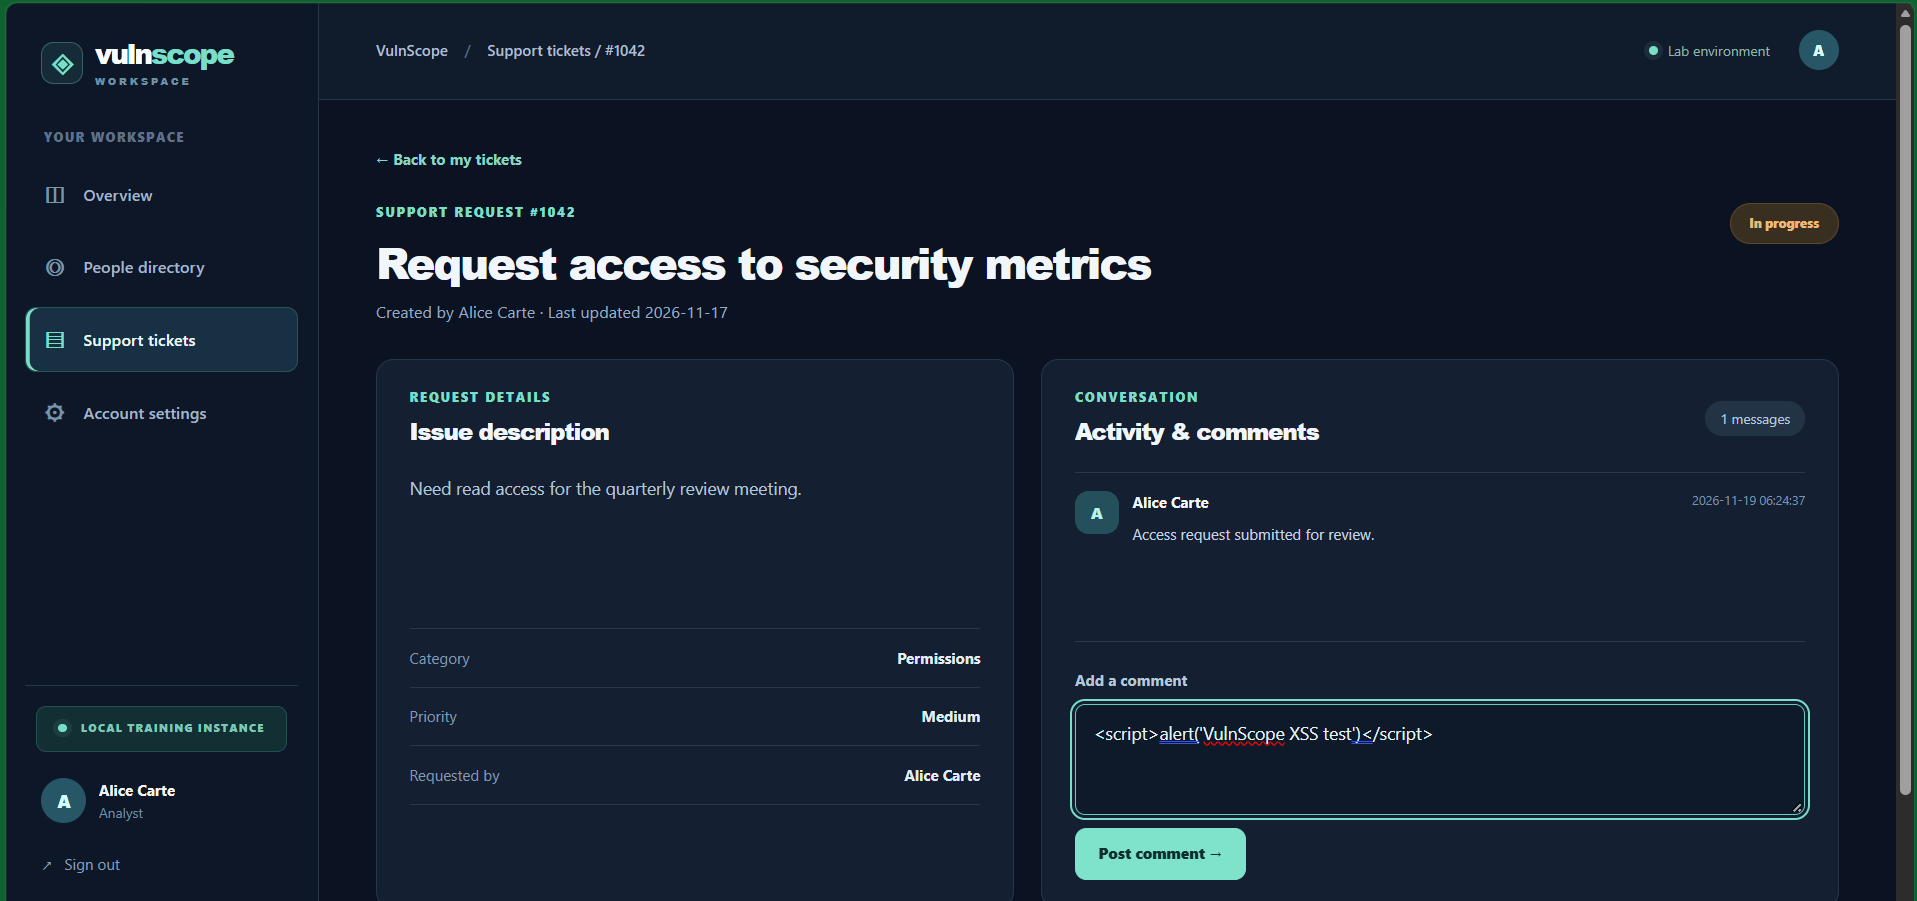 vulnscope
WORKSPACE
YOUR WORKSPACE
Overview
People directory
Support tickets
Account settings
LOCAL TRAINING INSTANCE
A
Alice Carte
Analyst
↗ Sign out
VulnScope / Support tickets / #1042
Lab environment
A
← Back to my tickets
SUPPORT REQUEST #1042
In progress
Request access to security metrics
Created by Alice Carte · Last updated 2026-11-17
REQUEST DETAILS
Issue description
Need read access for the quarterly review meeting.
Category Permissions
Priority Medium
Requested by Alice Carte
CONVERSATION
Activity & comments
1 messages
A
Alice Carte 2026-11-19 06:24:37
Access request submitted for review.
Add a comment
<script>alert('VulnScope XSS test')</script>
Post comment →